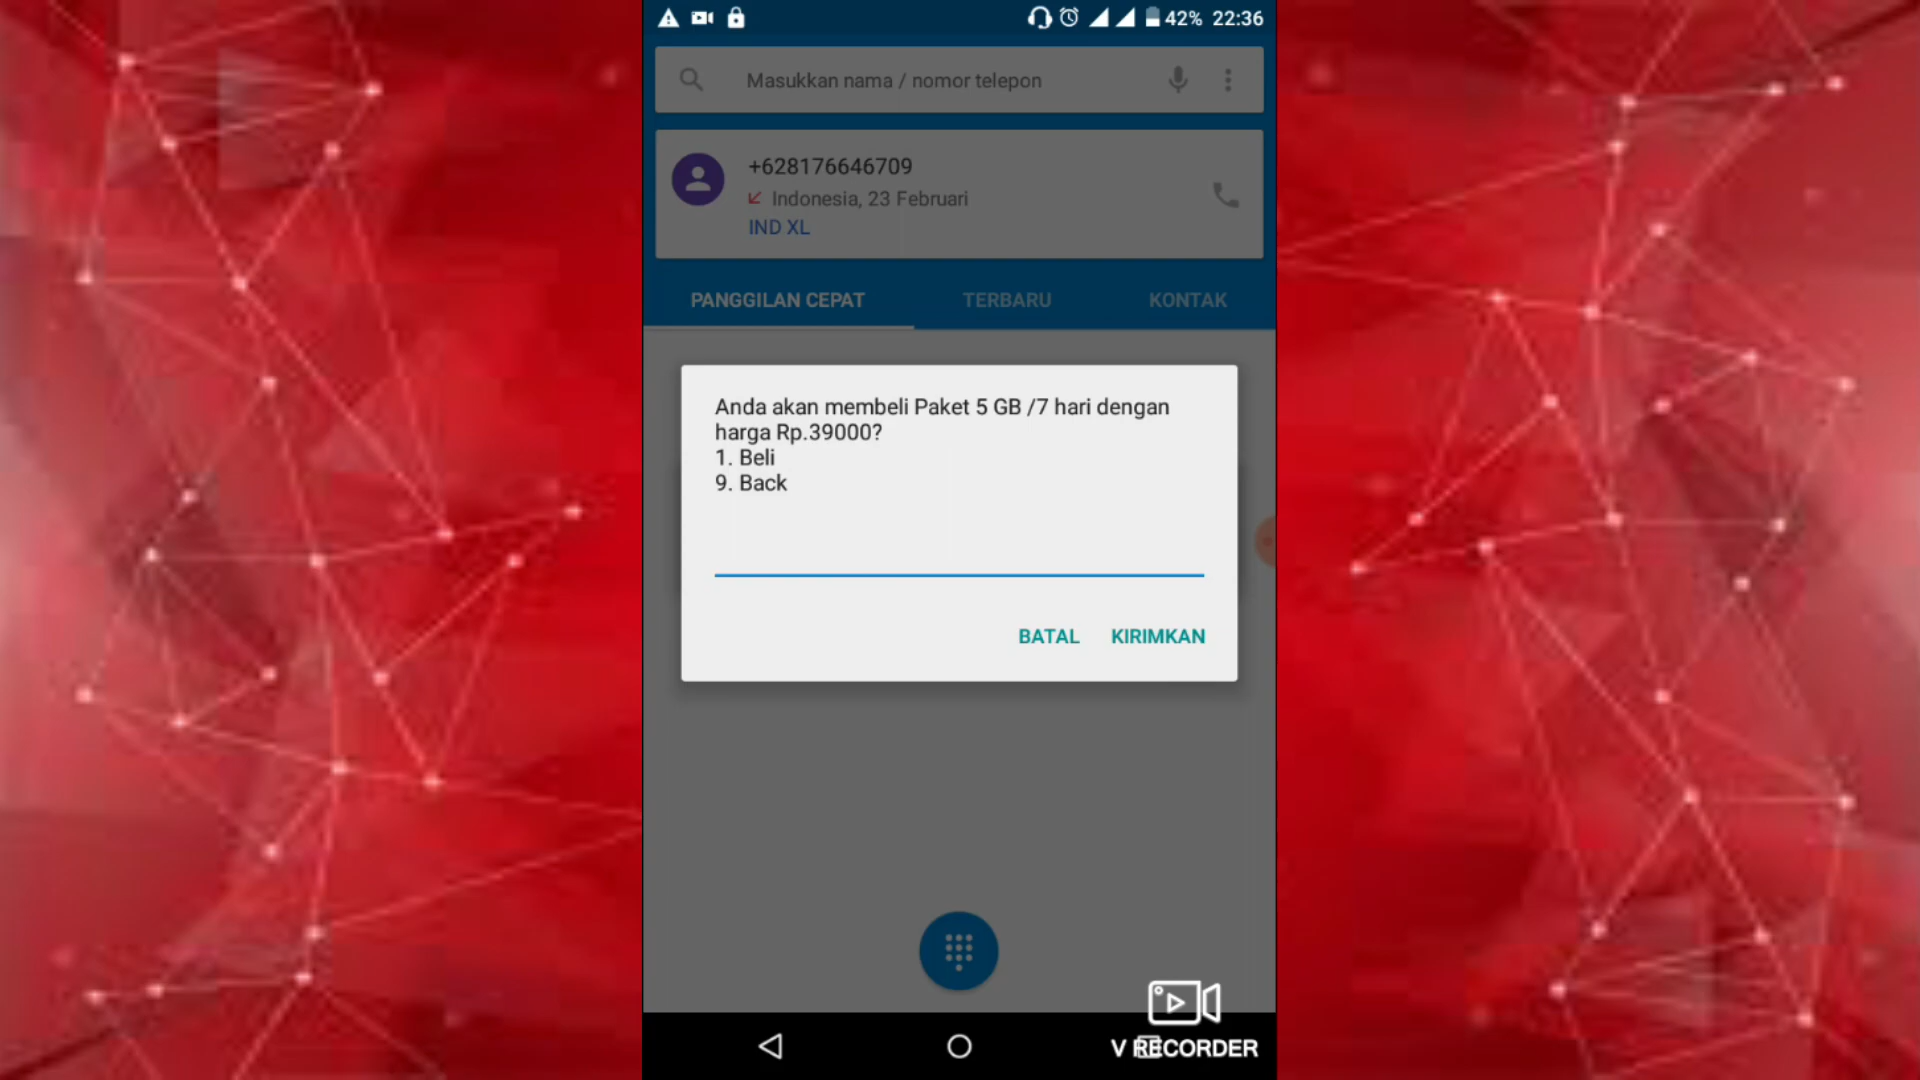 42% 22:36
Masukkan nama / nomor telepon
+628176646709
Indonesia, 23 Februari
IND XL
PANGGILAN CEPAT TERBARU KONTAK
Anda akan membeli Paket 5 GB /7 hari dengan
harga Rp.39000?
1. Beli
9. Back
BATAL KIRIMKAN
V RECORDER